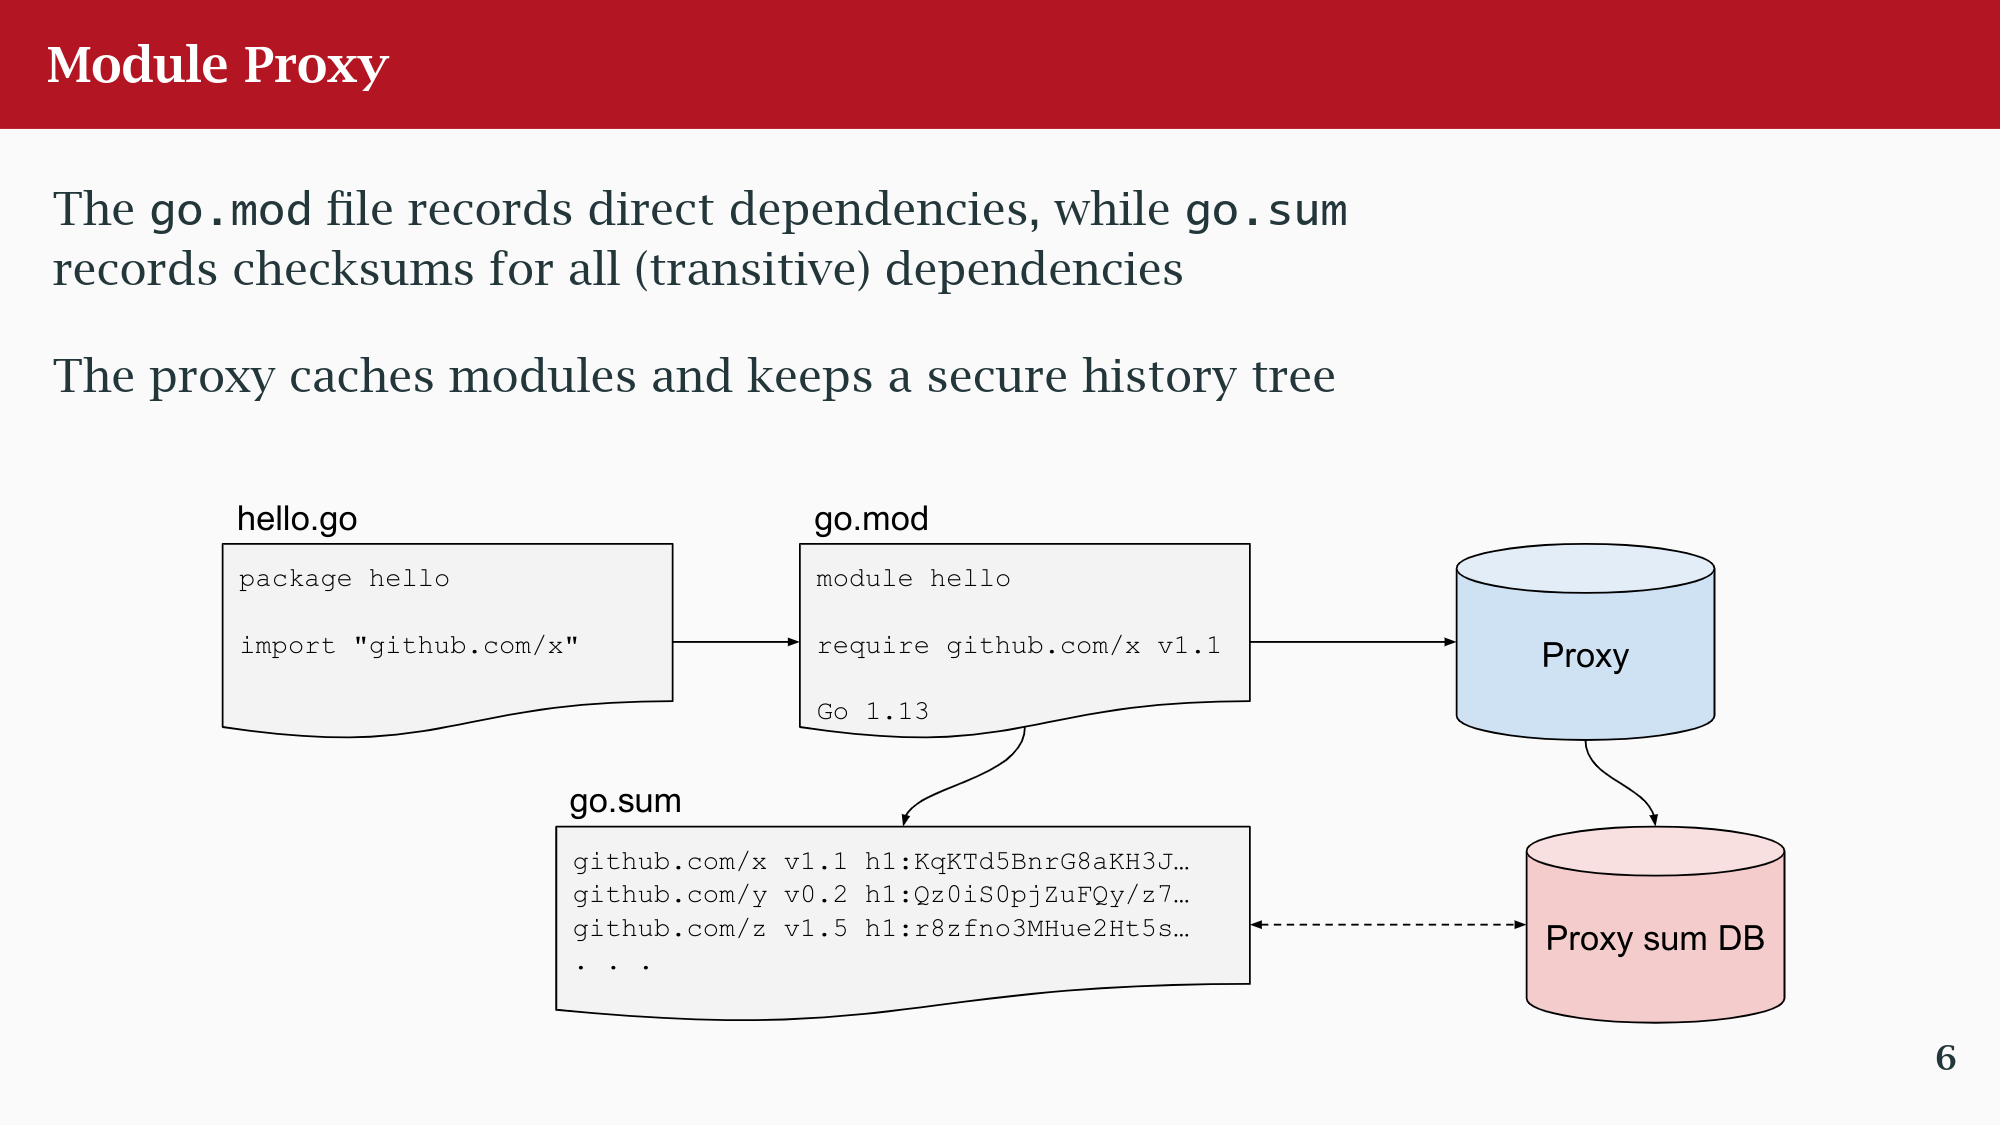 Module Proxy
The go.mod file records direct dependencies, while go.sum
records checksums for all (transitive) dependencies
The proxy caches modules and keeps a secure history tree
hello.go
package hello
import "github.com/x"
go.mod
module hello
require github.com/x v1.1
Go 1.13
Proxy
go.sum
github.com/x v1.1 h1:KqKTd5BnrG8aKH3J…
github.com/y v0.2 h1:Qz0iS0pjZuFQy/z7…
github.com/z v1.5 h1:r8zfno3MHue2Ht5s…
. . .
Proxy sum DB
6